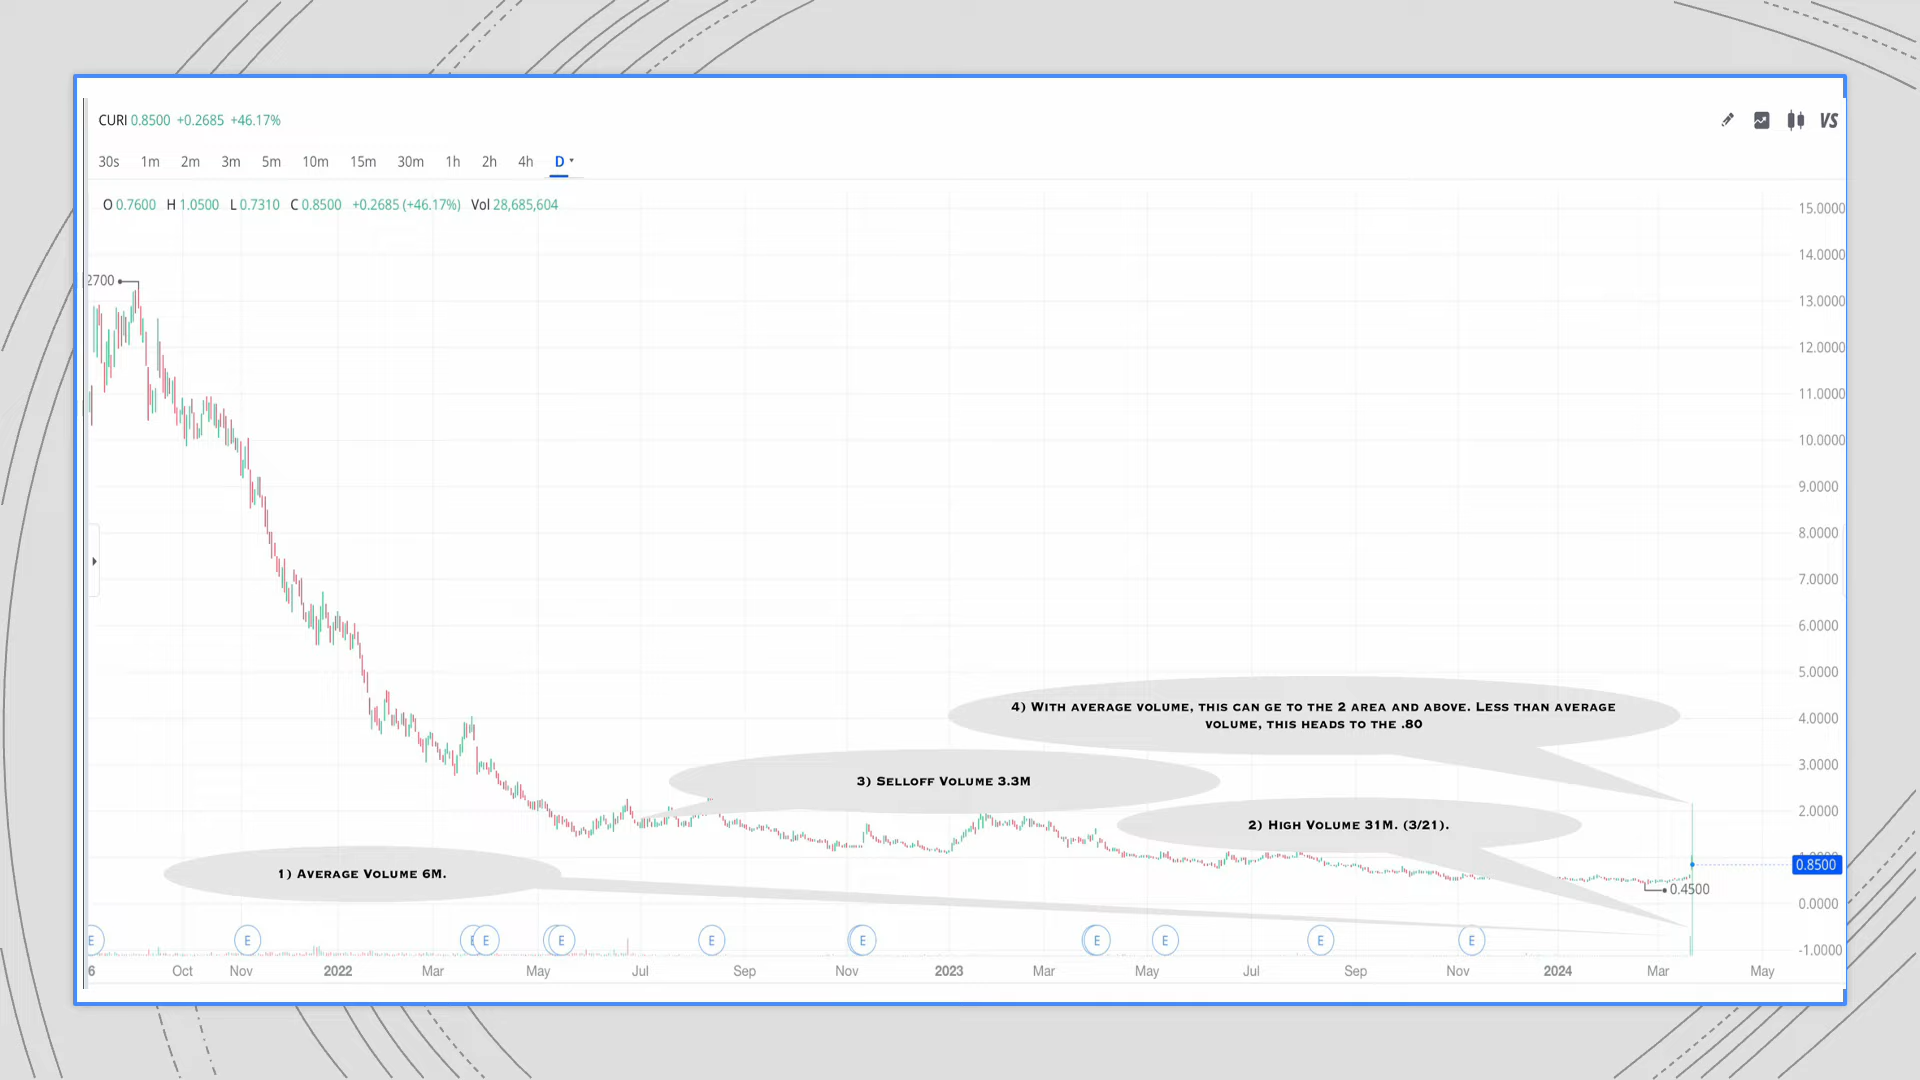 CURI 0.8500 +0.2685 +46.17%
VS
30s 1m 2m 3m 5m 10m 15m 30m 1h 2h 4h D
O 0.7600 H 1.0500 L 0.7310 C 0.8500 +0.2685 (+46.17%) Vol 28,685,604
15.0000
14.0000
2700
13.0000
12.0000
11.0000
10.0000
9.0000
8.0000
7.0000
6.0000
5.0000
4) With average volume, this can ge to the 2 area and above. Less than average
volume, this heads to the .80
4.0000
3.0000
3) Selloff Volume 3.3M
2.0000
2) High Volume 31M. (3/21).
0.8500
1) Average Volume 6M.
0.4500
0.0000
E E E E E E E E E E E
-1.0000
6 Oct Nov 2022 Mar May Jul Sep Nov 2023 Mar May Jul Sep Nov 2024 Mar May